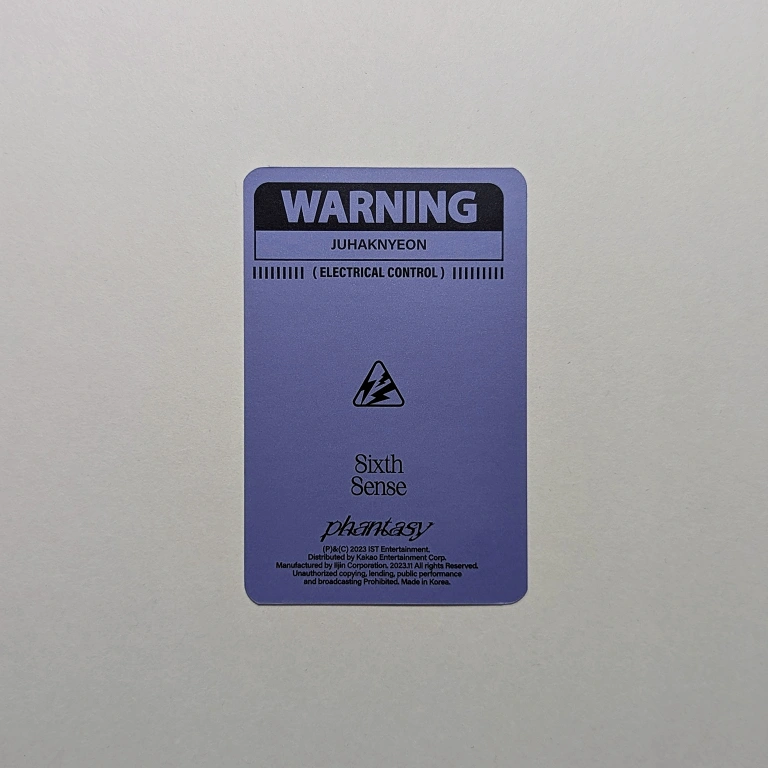 WARNING
JUHAKNYEON
( ELECTRICAL CONTROL )
Sixth
Sense
phantasy
(P)&(C) 2023 IST Entertainment.
Distributed by Kakao Entertainment Corp.
Manufactured by Iljin Corporation. 2023.11 All rights Reserved.
Unauthorized copying, lending, public performance
and broadcasting Prohibited. Made in Korea.